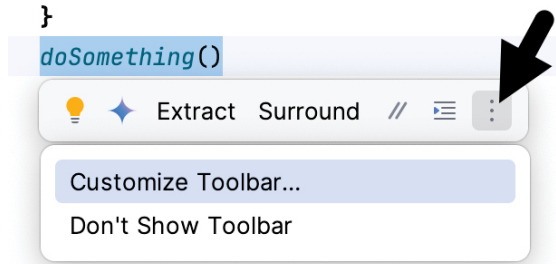 }
doSomething()
Extract Surround //
Customize Toolbar...
Don't Show Toolbar